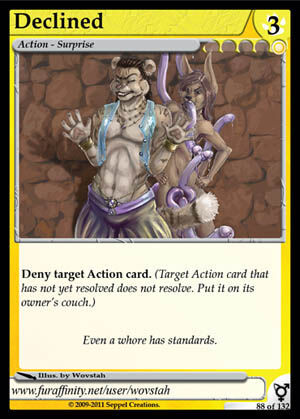 Declined
3
Action - Surprise
Deny target Action card. (Target Action card that
has not yet resolved does not resolve. Put it on its
owner's couch.)
Even a whore has standards.
Illus. by Wovstah
www.furaffinity.net/user/wovstah
© 2009-2011 Seppel Creations.
88 of 132